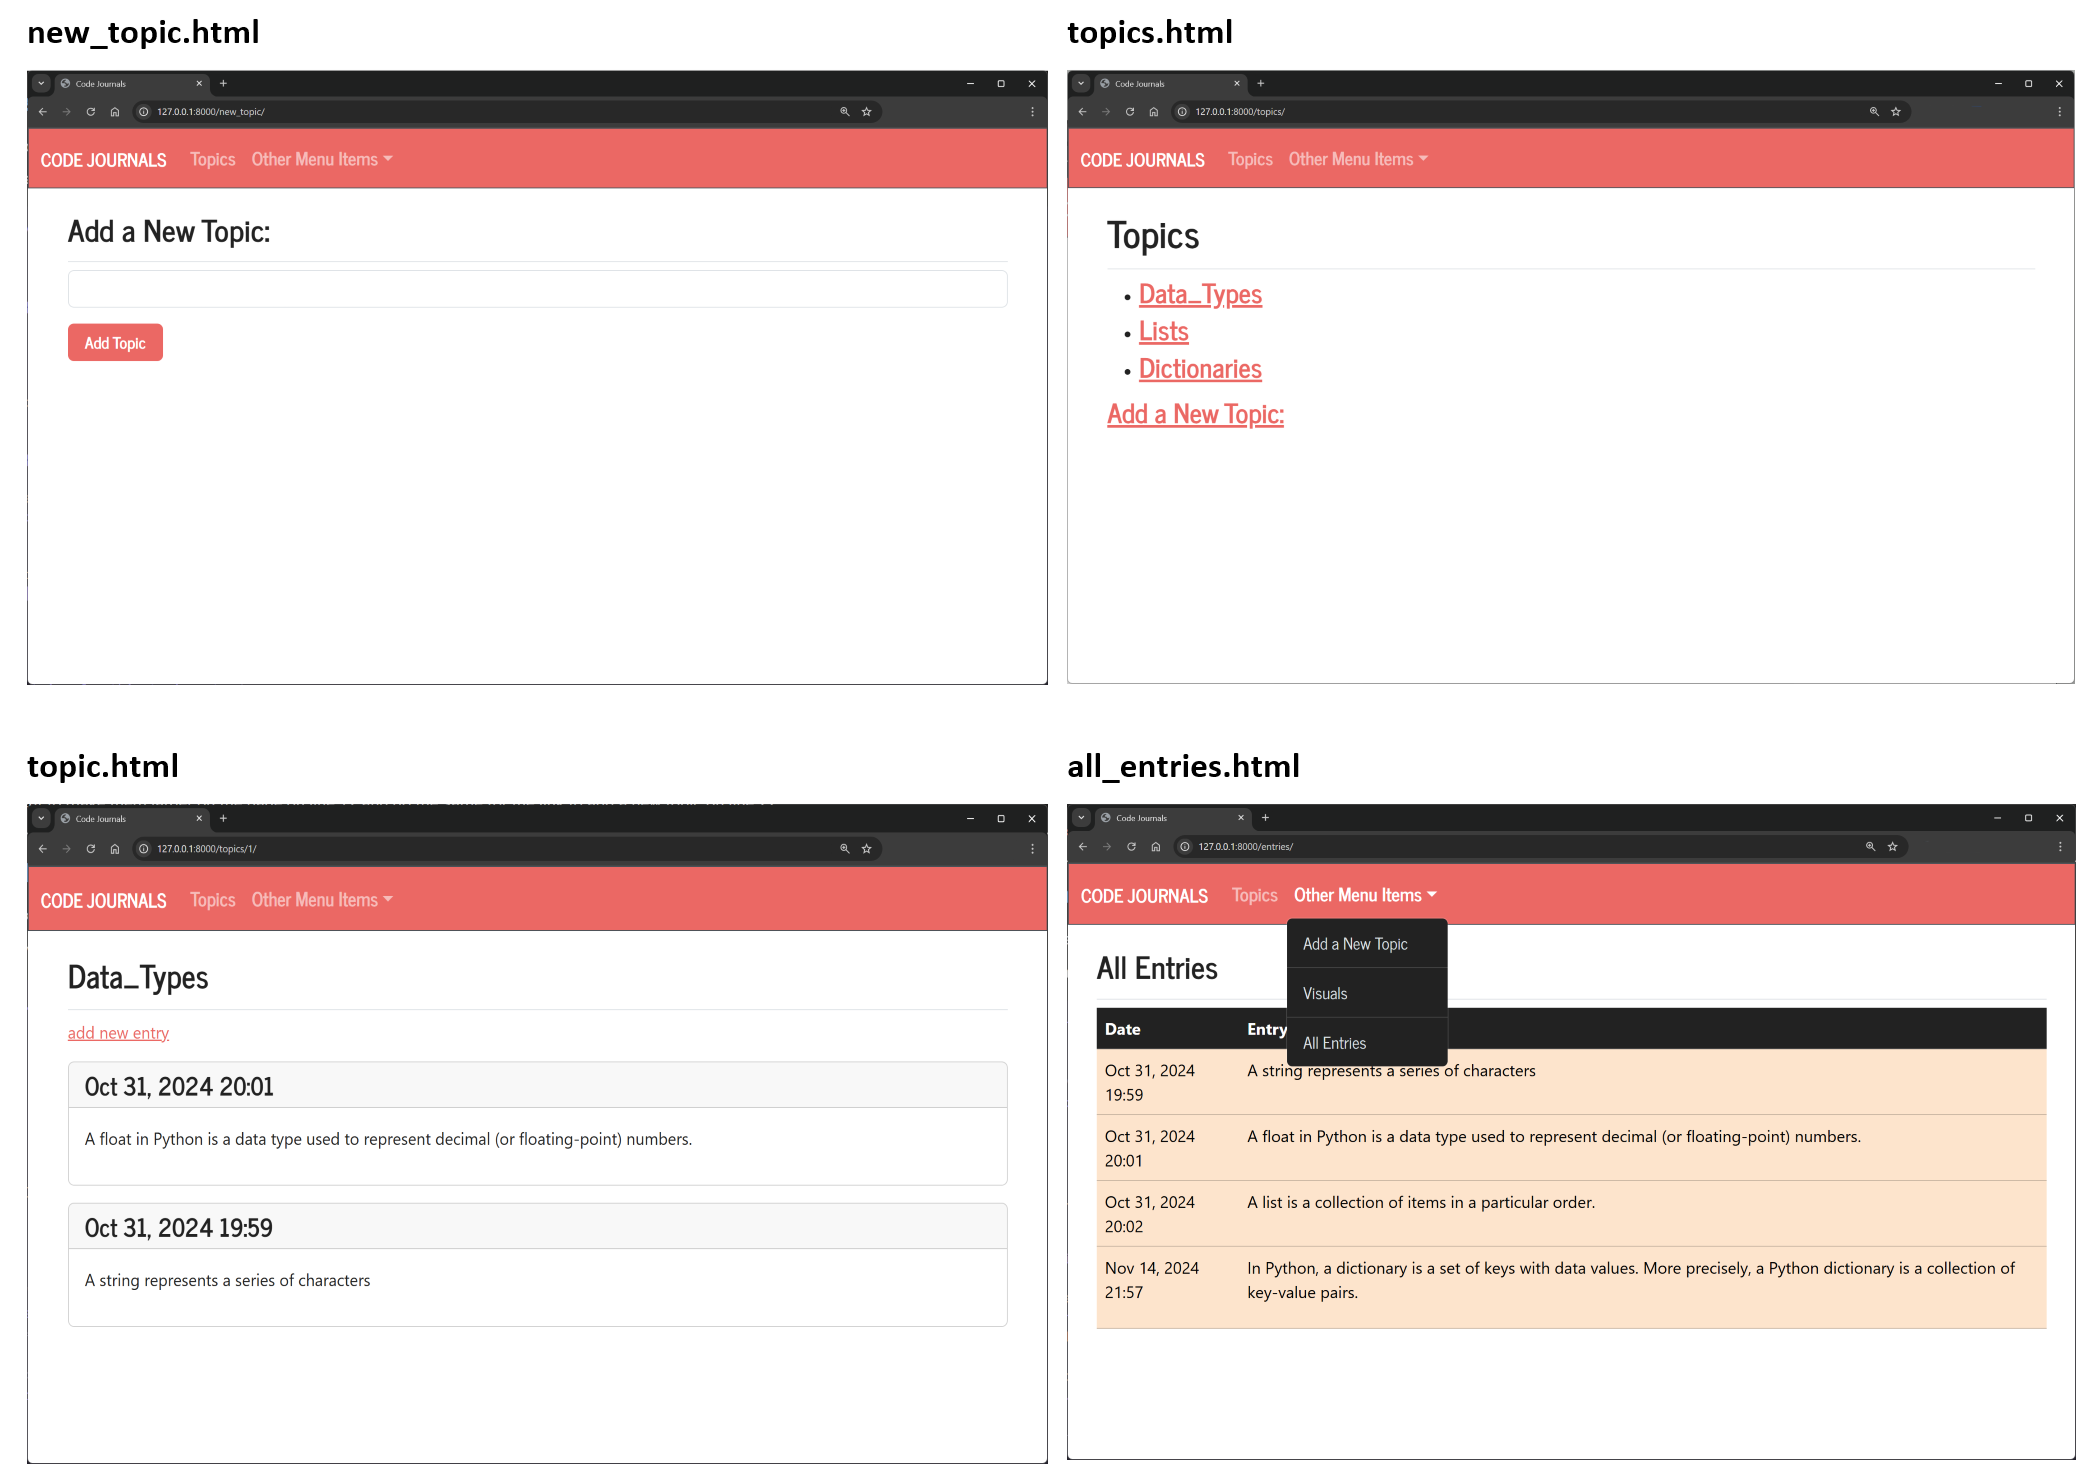 new_topic.html
Code Journals
127.0.0.1:8000/new_topic/
CODE JOURNALS Topics Other Menu Items
Add a New Topic:
Add Topic
topics.html
Code Journals
127.0.0.1:8000/topics/
CODE JOURNALS Topics Other Menu Items
Topics
Data_Types
Lists
Dictionaries
Add a New Topic:
topic.html
Code Journals
127.0.0.1:8000/topics/1/
CODE JOURNALS Topics Other Menu Items
Data_Types
add new entry
Oct 31, 2024 20:01
A float in Python is a data type used to represent decimal (or floating-point) numbers.
Oct 31, 2024 19:59
A string represents a series of characters
all_entries.html
Code Journals
127.0.0.1:8000/entries/
CODE JOURNALS Topics Other Menu Items
Add a New Topic
Visuals
All Entries
All Entries
Date Entry
Oct 31, 2024 A string represents a series of characters
19:59
Oct 31, 2024 A float in Python is a data type used to represent decimal (or floating-point) numbers.
20:01
Oct 31, 2024 A list is a collection of items in a particular order.
20:02
Nov 14, 2024 In Python, a dictionary is a set of keys with data values. More precisely, a Python dictionary is a collection of
21:57 key-value pairs.